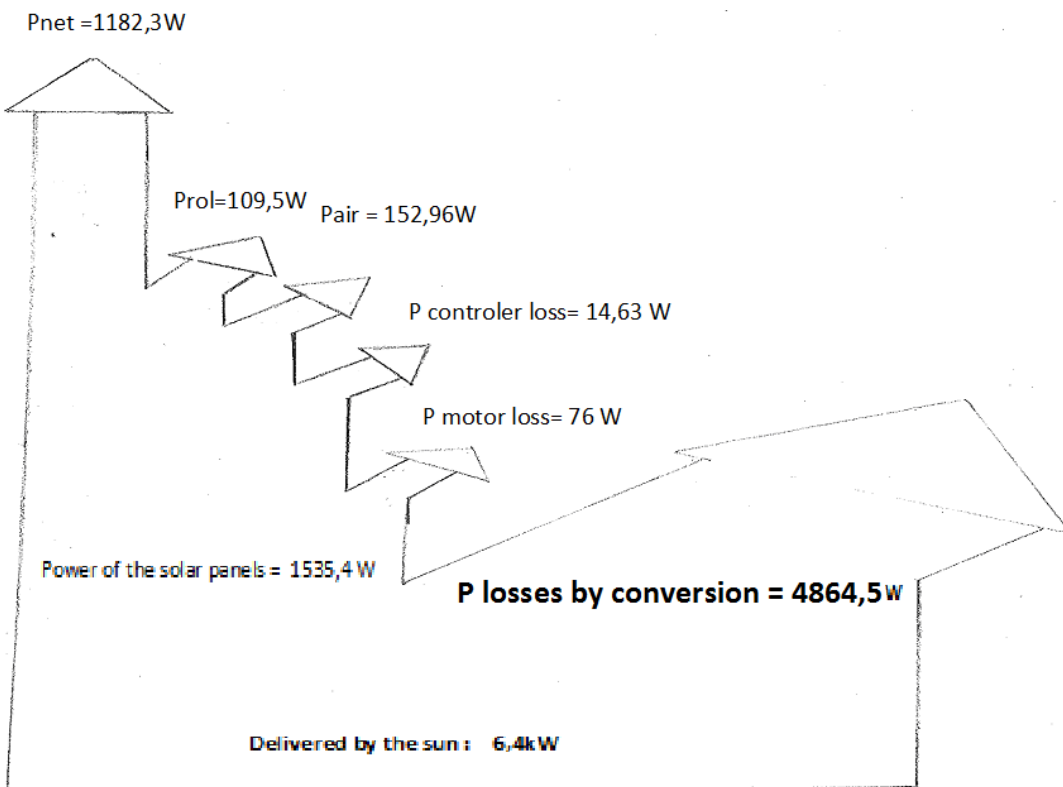 Pnet =1182,3W
Prol=109,5W
Pair = 152,96W
P controler loss= 14,63 W
P motor loss= 76 W
Power of the solar panels = 1535,4 W
P losses by conversion = 4864,5W
Delivered by the sun : 6,4kW